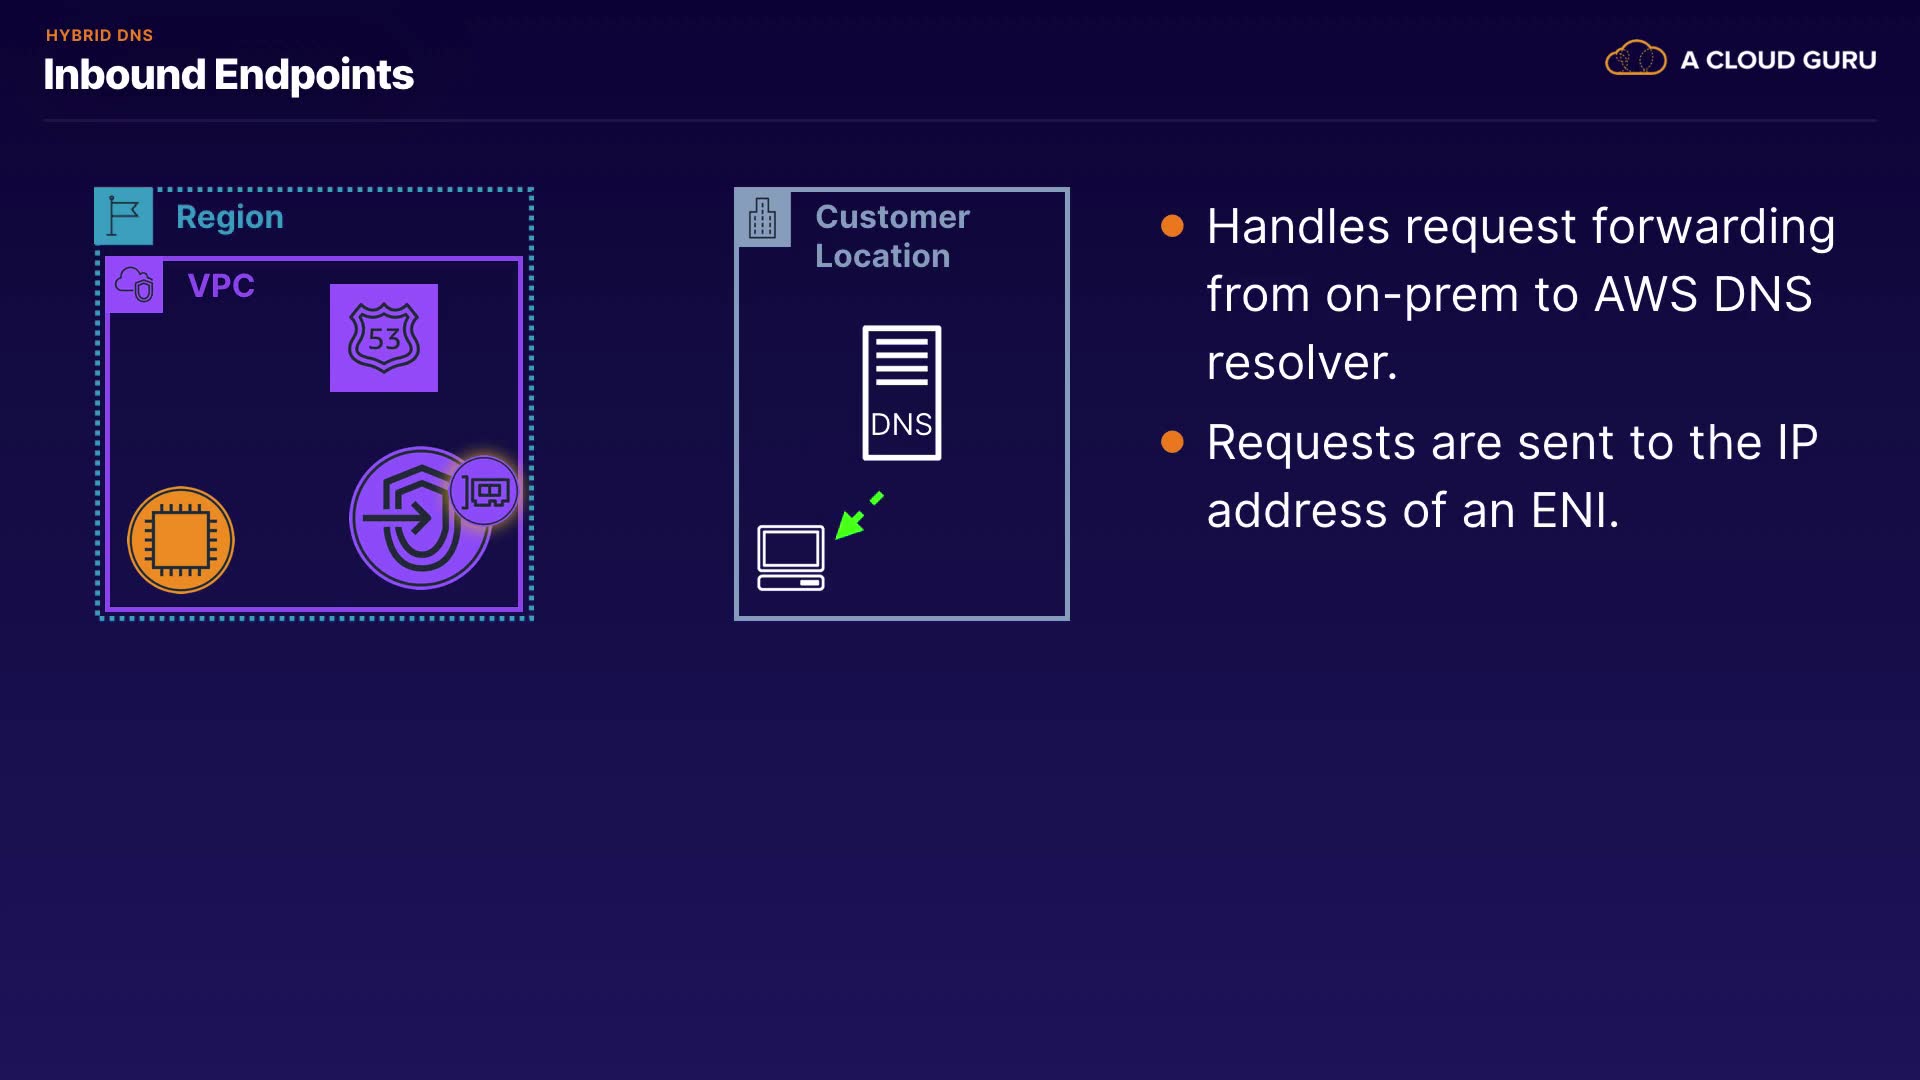 HYBRID DNS
Inbound Endpoints
A CLOUD GURU
Region
VPC
53
Customer
Location
DNS
Handles request forwarding
from on-prem to AWS DNS
resolver.
Requests are sent to the IP
address of an ENI.